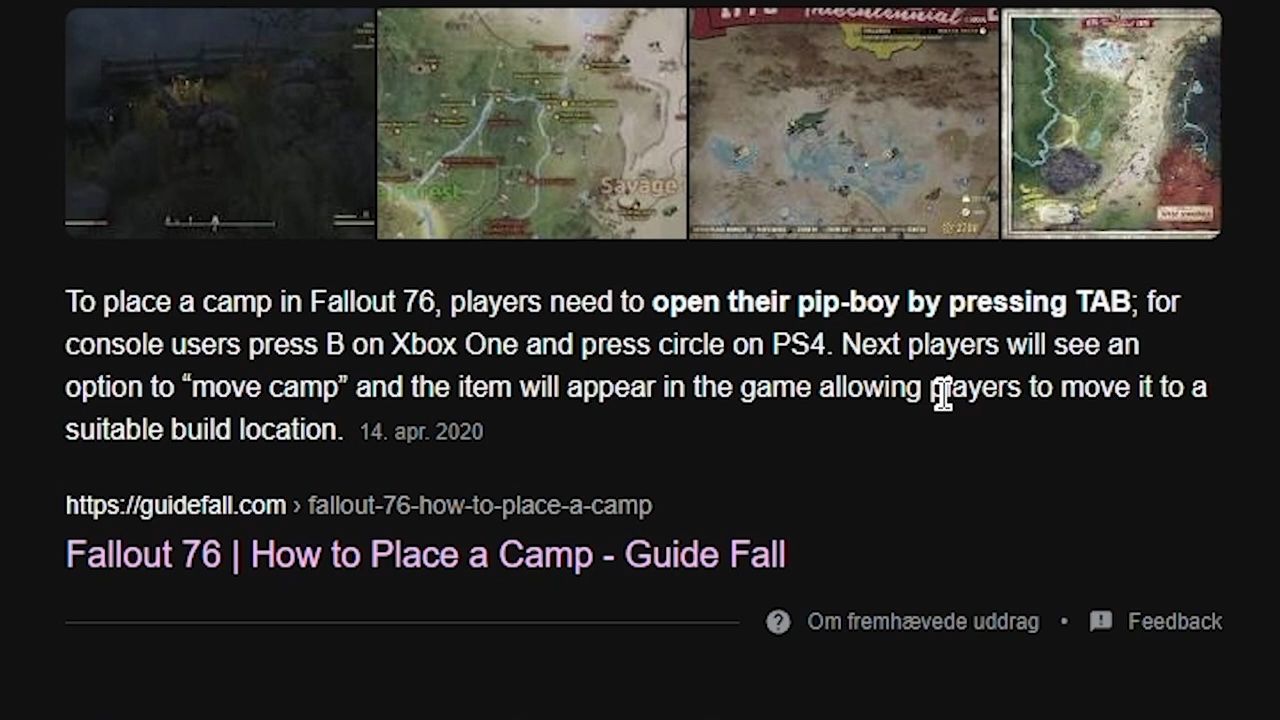 Forest
Savage
To place a camp in Fallout 76, players need to open their pip-boy by pressing TAB; for
console users press B on Xbox One and press circle on PS4. Next players will see an
option to “move camp” and the item will appear in the game allowing players to move it to a
suitable build location. 14. apr. 2020
https://guidefall.com › fallout-76-how-to-place-a-camp
Fallout 76 | How to Place a Camp - Guide Fall
Om fremhævede uddrag • Feedback